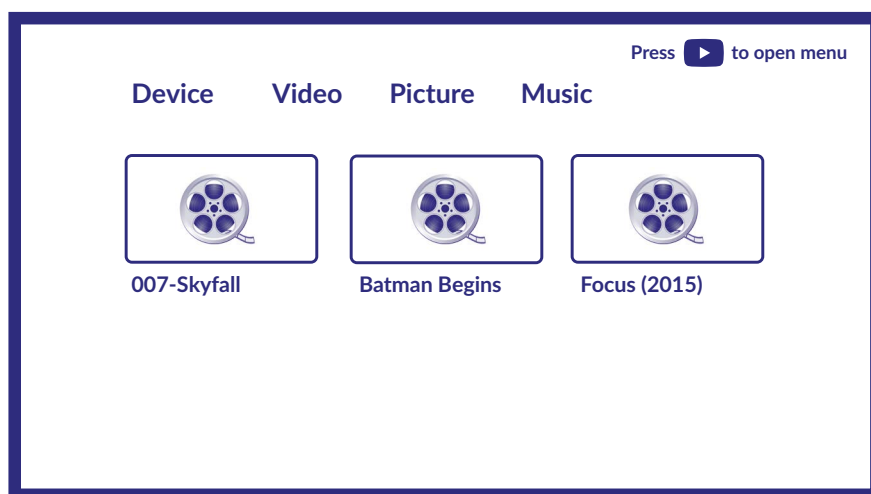 Press to open menu
Device Video Picture Music
007-Skyfall Batman Begins Focus (2015)